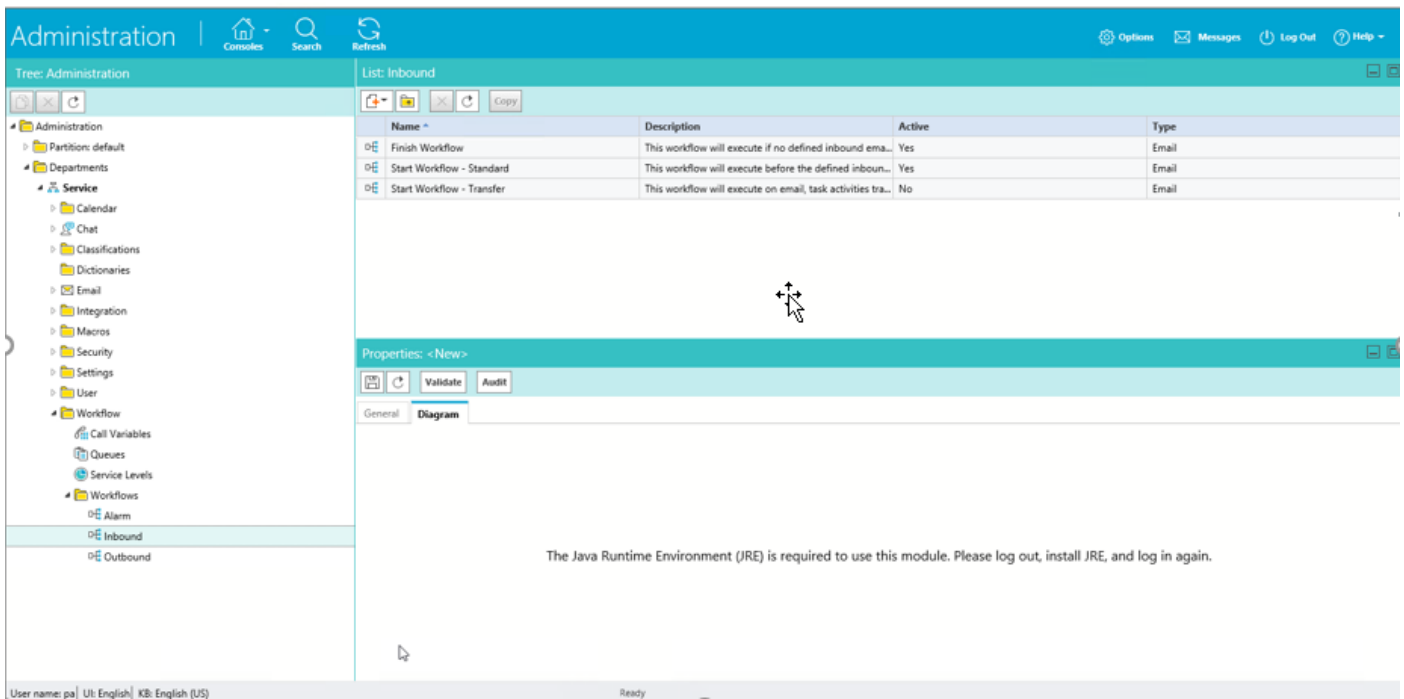 Administration
Consoles
Search
Refresh
Options
Messages
Log Out
Help
Tree: Administration
List: Inbound
Copy
Administration
Partition: default
Departments
Service
Calendar
Chat
Classifications
Dictionaries
Email
Integration
Macros
Security
Settings
User
Workflow
Call Variables
Queues
Service Levels
Workflows
Alarm
Inbound
Outbound
Name Description Active Type
Finish Workflow This workflow will execute if no defined inbound ema... Yes Email
Start Workflow - Standard This workflow will execute before the defined inboun... Yes Email
Start Workflow - Transfer This workflow will execute on email, task activities tra... No Email
Properties: <New>
Validate Audit
General Diagram
The Java Runtime Environment (JRE) is required to use this module. Please log out, install JRE, and log in again.
User name: pa| UI: English| KB: English (US)
Ready